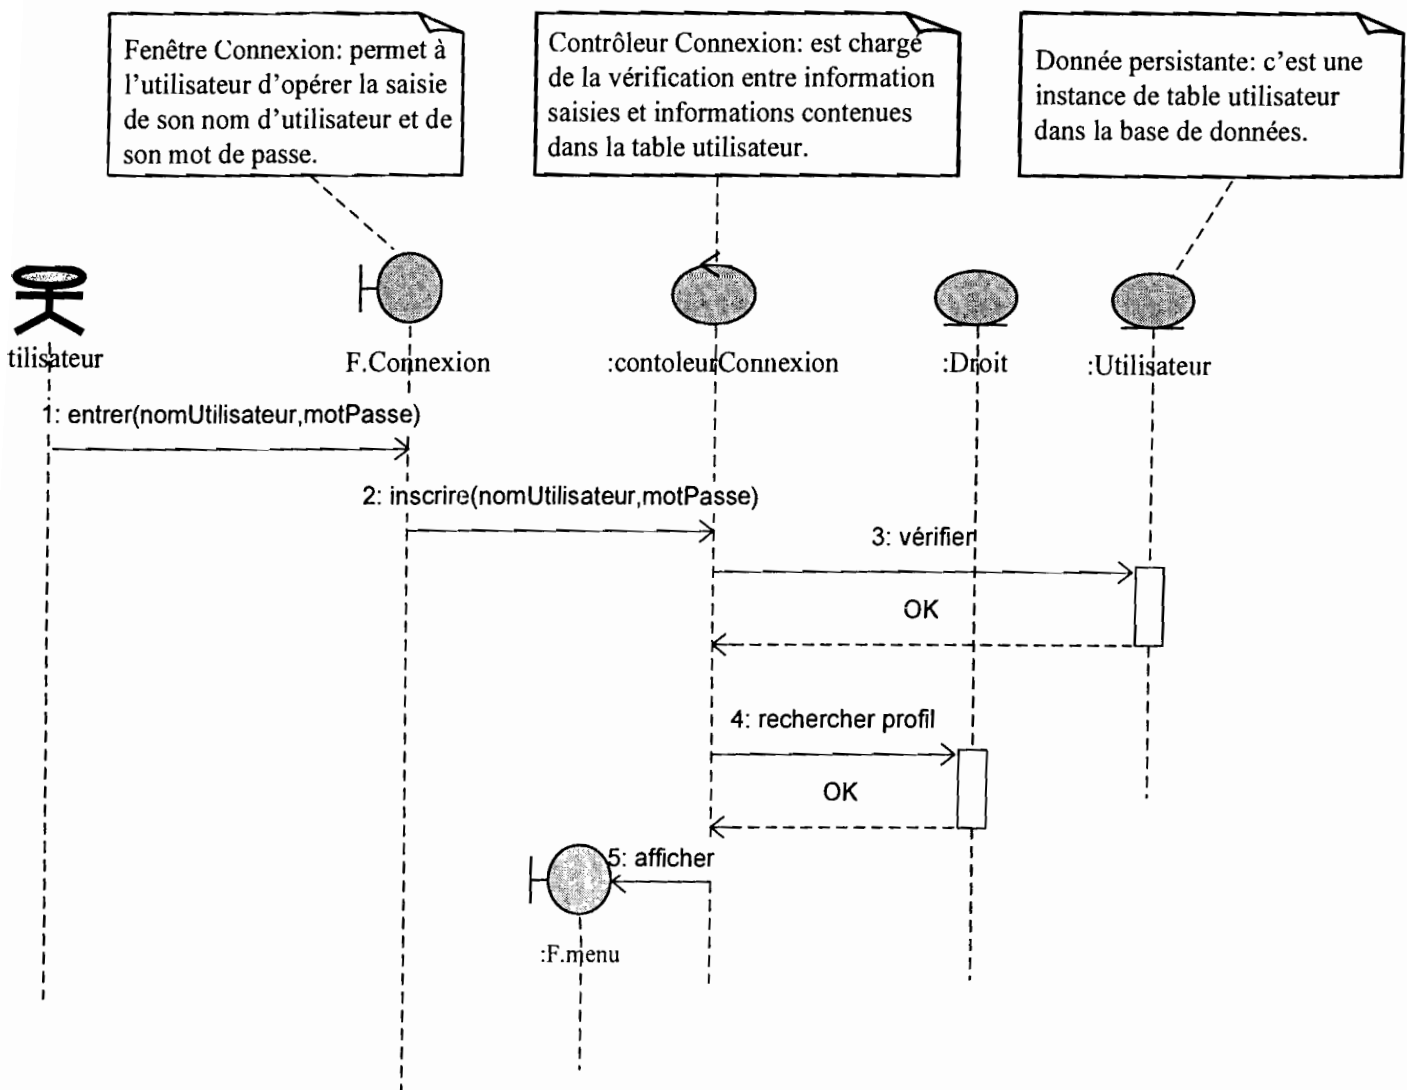 Fenêtre Connexion: permet à
l'utilisateur d'opérer la saisie
de son nom d'utilisateur et de
son mot de passe.
Contrôleur Connexion: est chargé
de la vérification entre information
saisies et informations contenues
dans la table utilisateur.
Donnée persistante: c'est une
instance de table utilisateur
dans la base de données.
tilisateur
F.Connexion
:contoleurConnexion
:Droit
:Utilisateur
1: entrer(nomUtilisateur,motPasse)
2: inscrire(nomUtilisateur,motPasse)
3: vérifier
OK
4: rechercher profil
OK
5: afficher
:F.menu